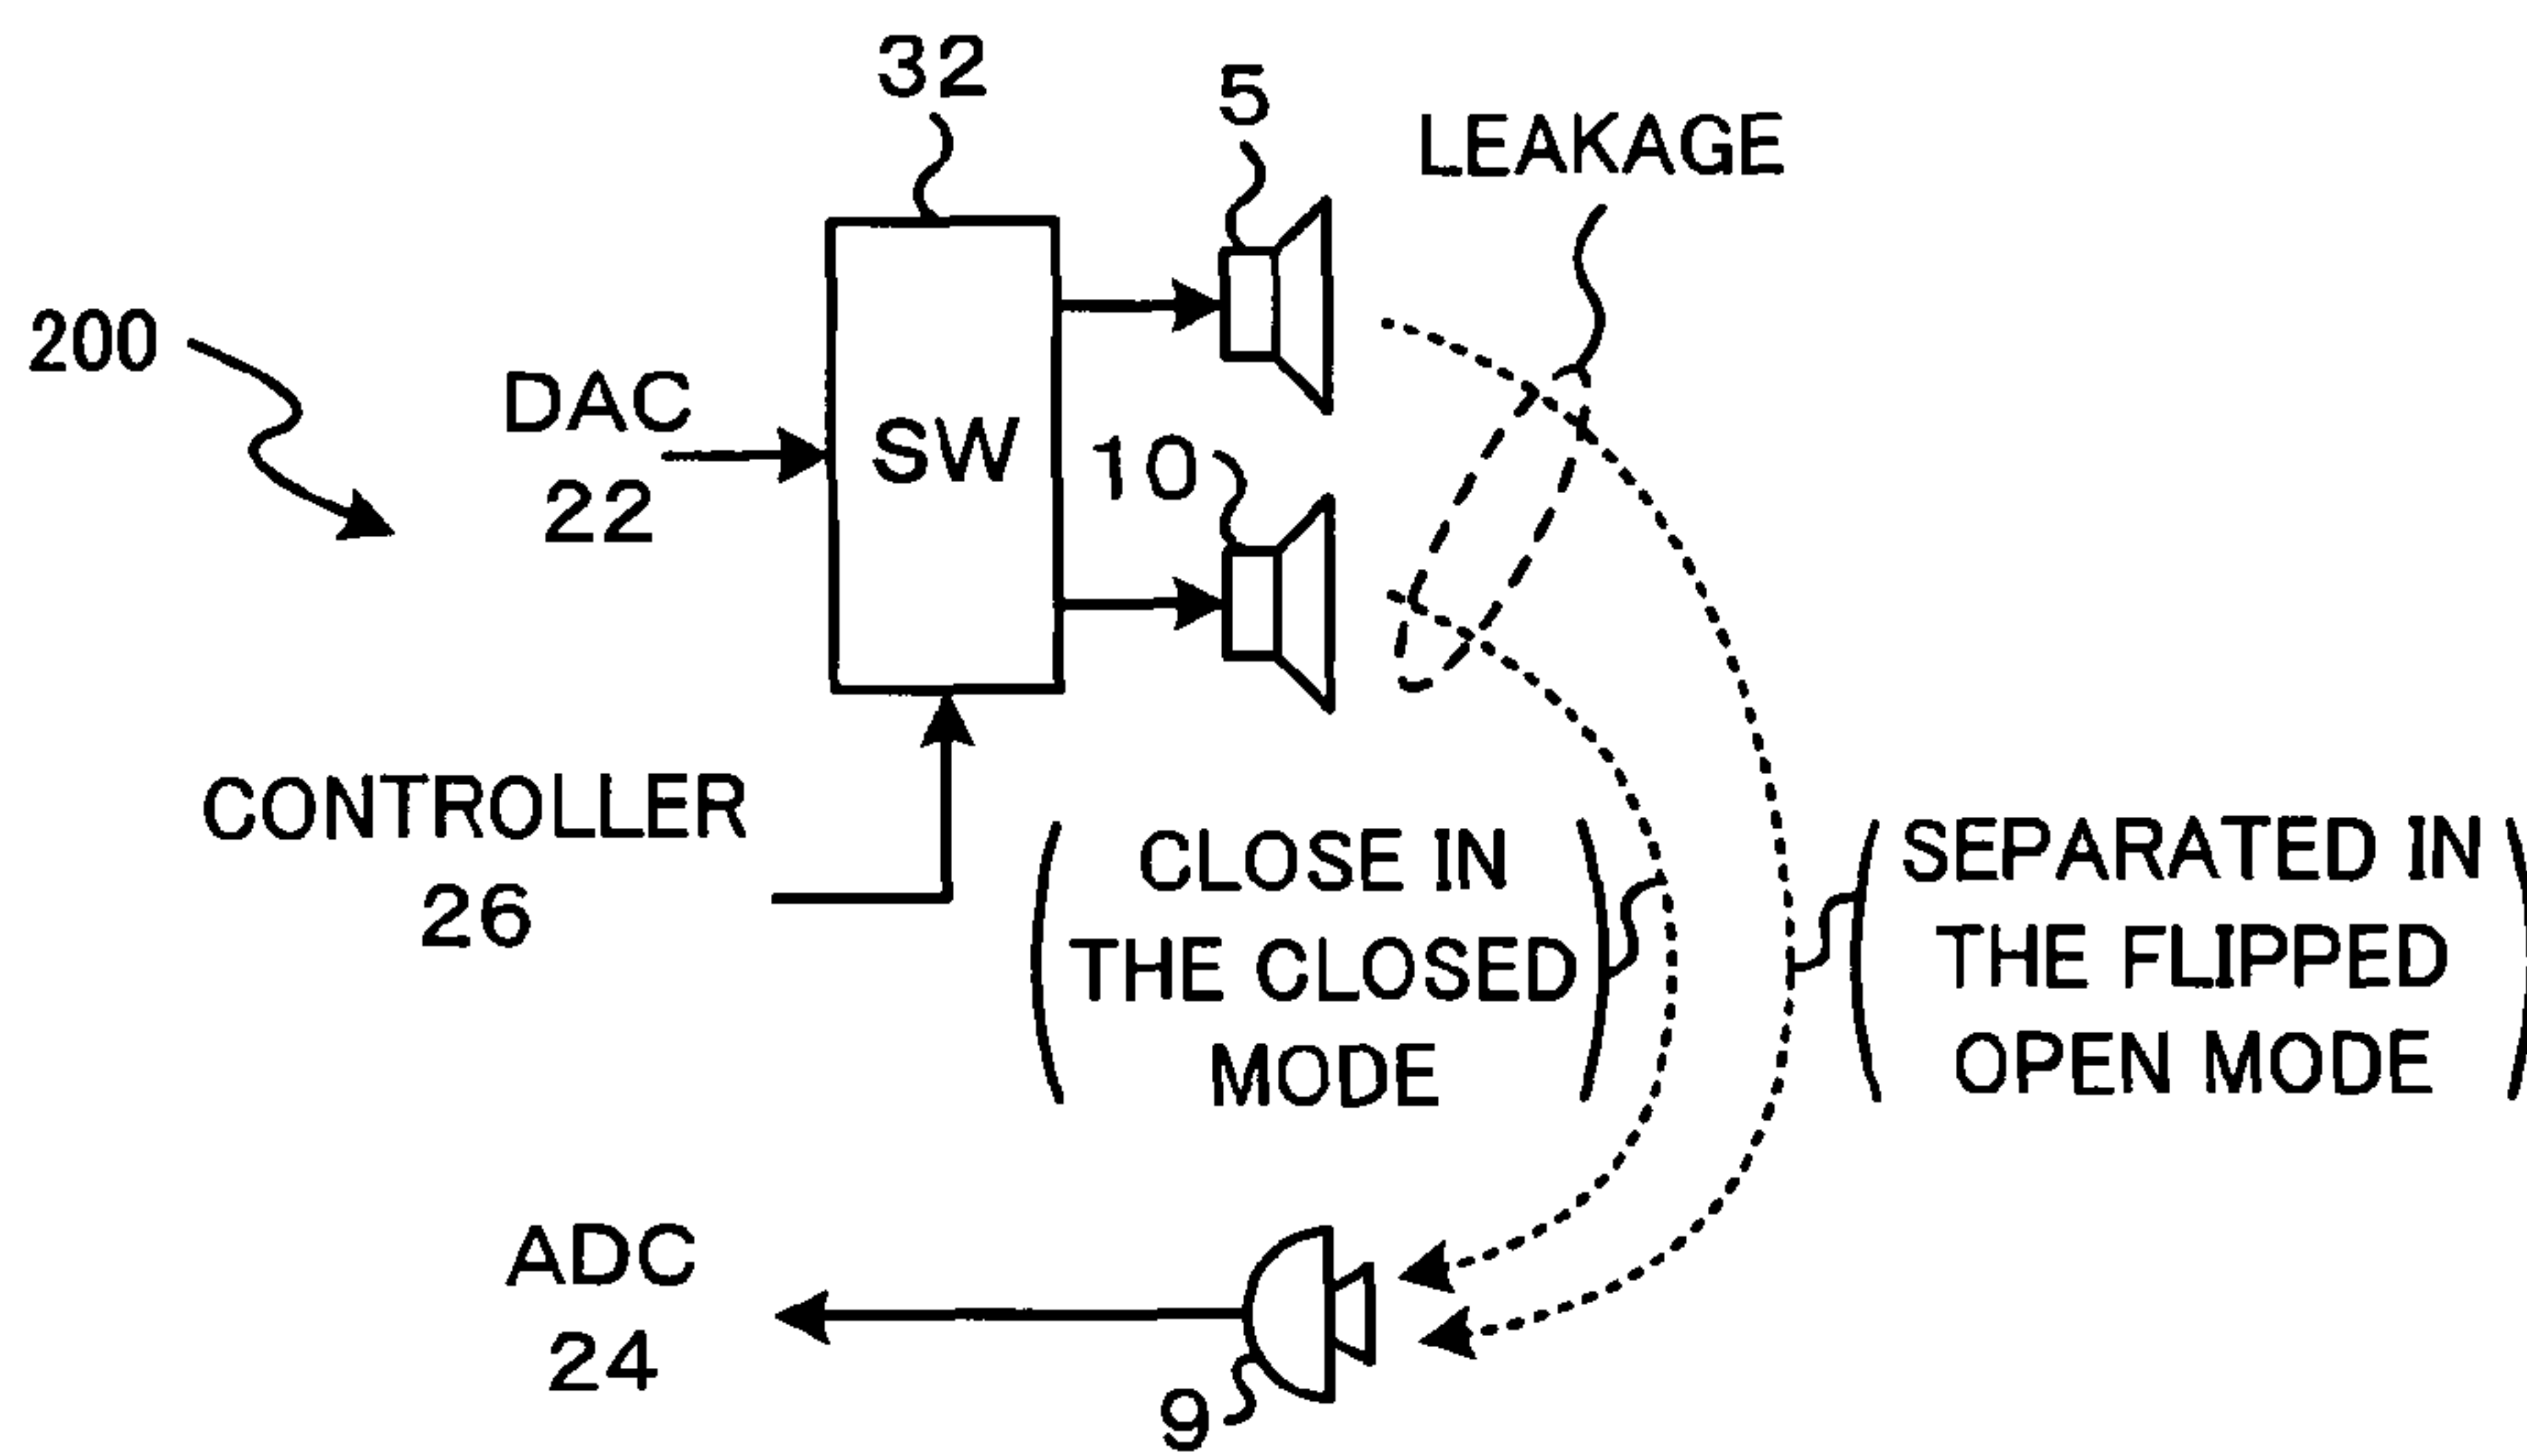 32
5
LEAKAGE
200
DAC
22
SW
10
CONTROLLER
26
CLOSE IN
THE CLOSED
MODE
SEPARATED IN
THE FLIPPED
OPEN MODE
ADC
24
9